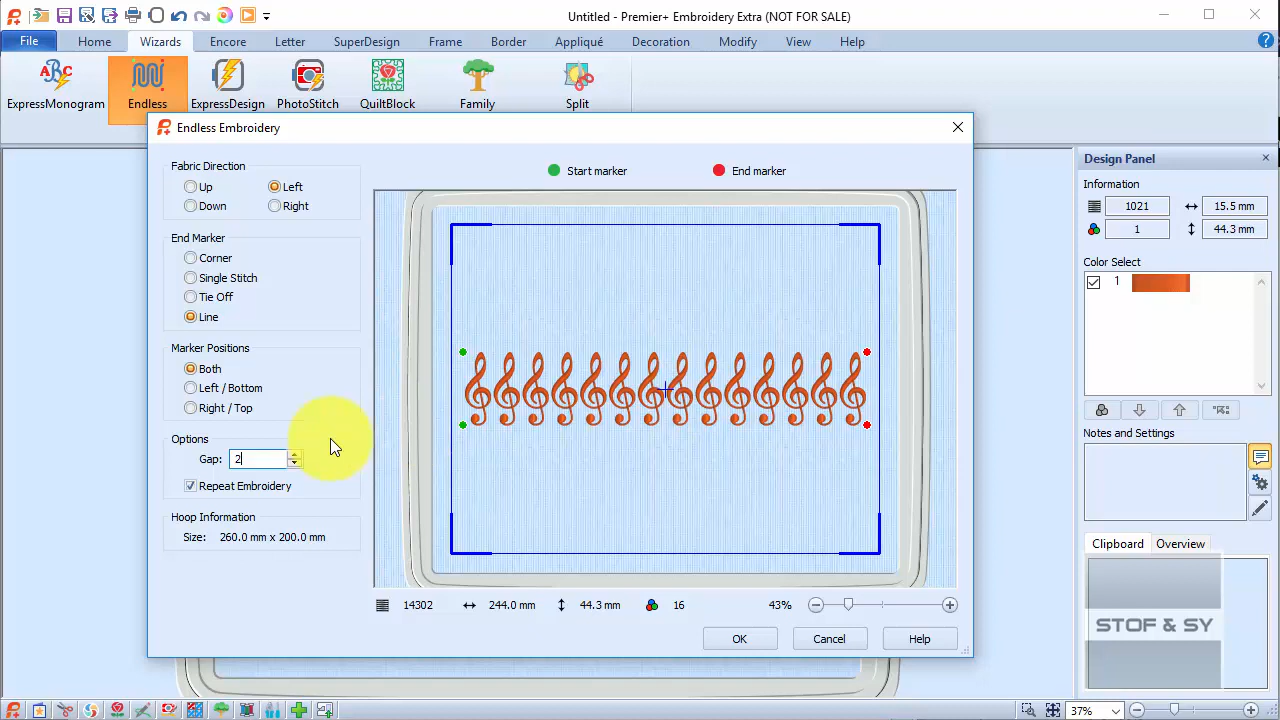 Untitled - Premier+ Embroidery Extra (NOT FOR SALE)
File Home Wizards Encore Letter SuperDesign Frame Border Appliqué Decoration Modify View Help
ExpressMonogram Endless ExpressDesign PhotoStitch QuiltBlock Family Split
Endless Embroidery
Fabric Direction
Up Left
Down Right
End Marker
Corner
Single Stitch
Tie Off
Line
Marker Positions
Both
Left / Bottom
Right / Top
Options
Gap: 2
Repeat Embroidery
Hoop Information
Size: 260.0 mm x 200.0 mm
Start marker End marker
14302 244.0 mm 44.3 mm 16 43%
OK Cancel Help
Design Panel
Information
1021 15.5 mm
1 44.3 mm
Color Select
1
Notes and Settings
Clipboard Overview
STOF & SY
37%